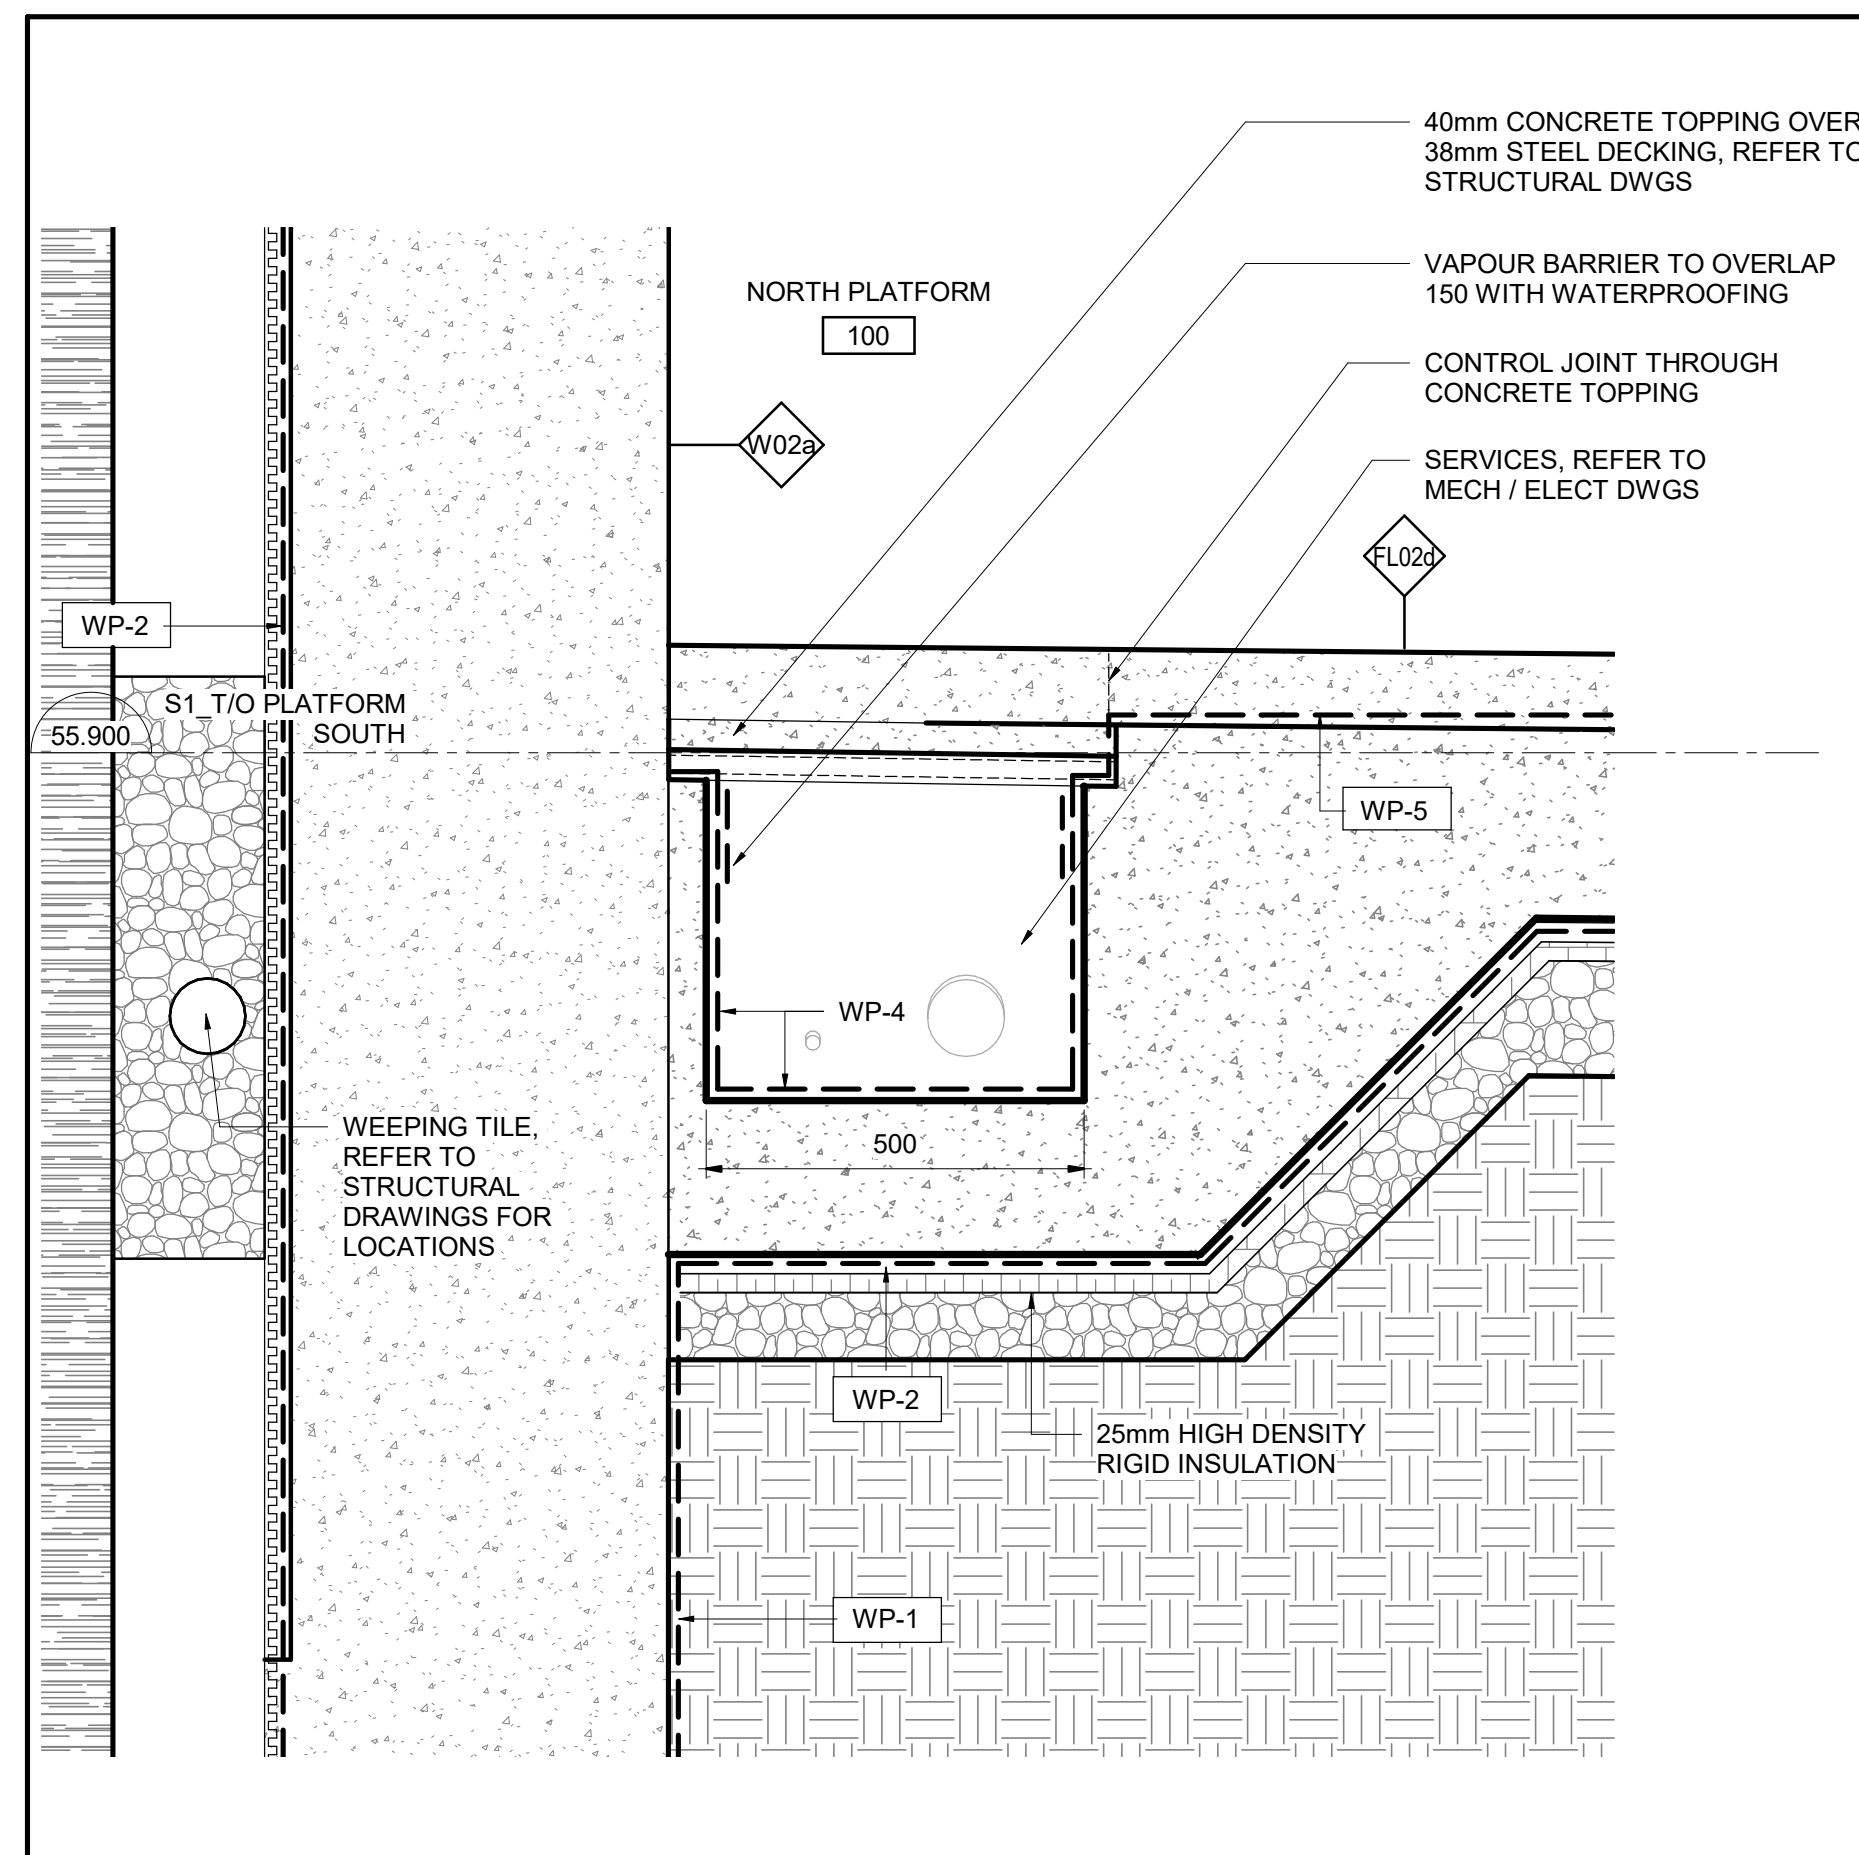 40mm CONCRETE TOPPING OVER
38mm STEEL DECKING, REFER TO
STRUCTURAL DWGS
VAPOUR BARRIER TO OVERLAP
150 WITH WATERPROOFING
NORTH PLATFORM
100
CONTROL JOINT THROUGH
CONCRETE TOPPING
W02a
SERVICES, REFER TO
MECH / ELECT DWGS
FL02d
WP-2
S1_T/O PLATFORM
SOUTH
55.900
WP-5
WP-4
WEEPING TILE,
REFER TO
STRUCTURAL
DRAWINGS FOR
LOCATIONS
500
WP-2
25mm HIGH DENSITY
RIGID INSULATION
WP-1